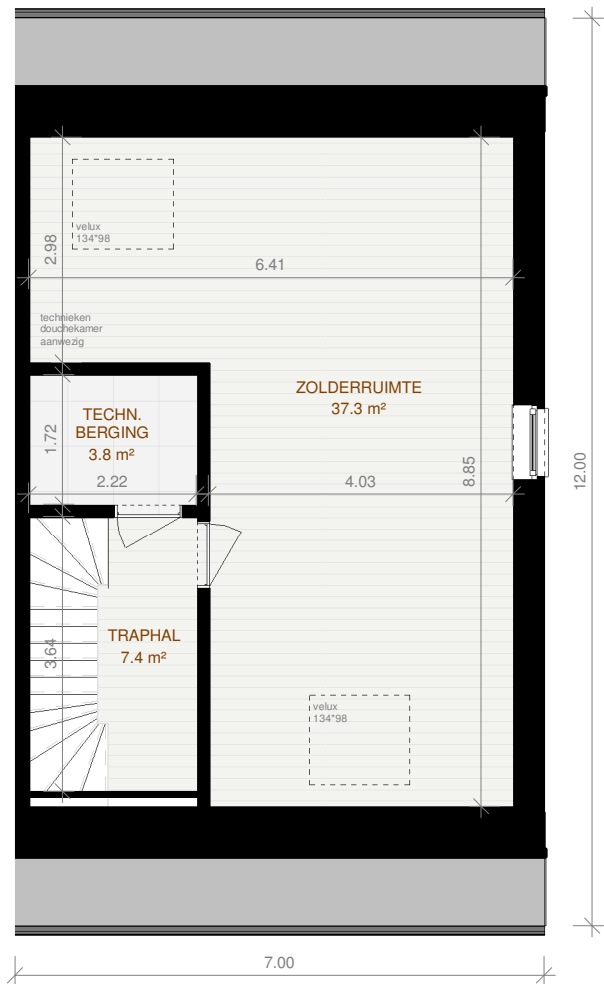 velux
134*98
2.98
6.41
technieken
douchekamer
aanwezig
ZOLDERRUIMTE
37.3 m²
TECHN.
BERGING
3.8 m²
1.72
2.22
4.03
8.85
12.00
TRAPHAL
7.4 m²
3.64
velux
134*98
7.00